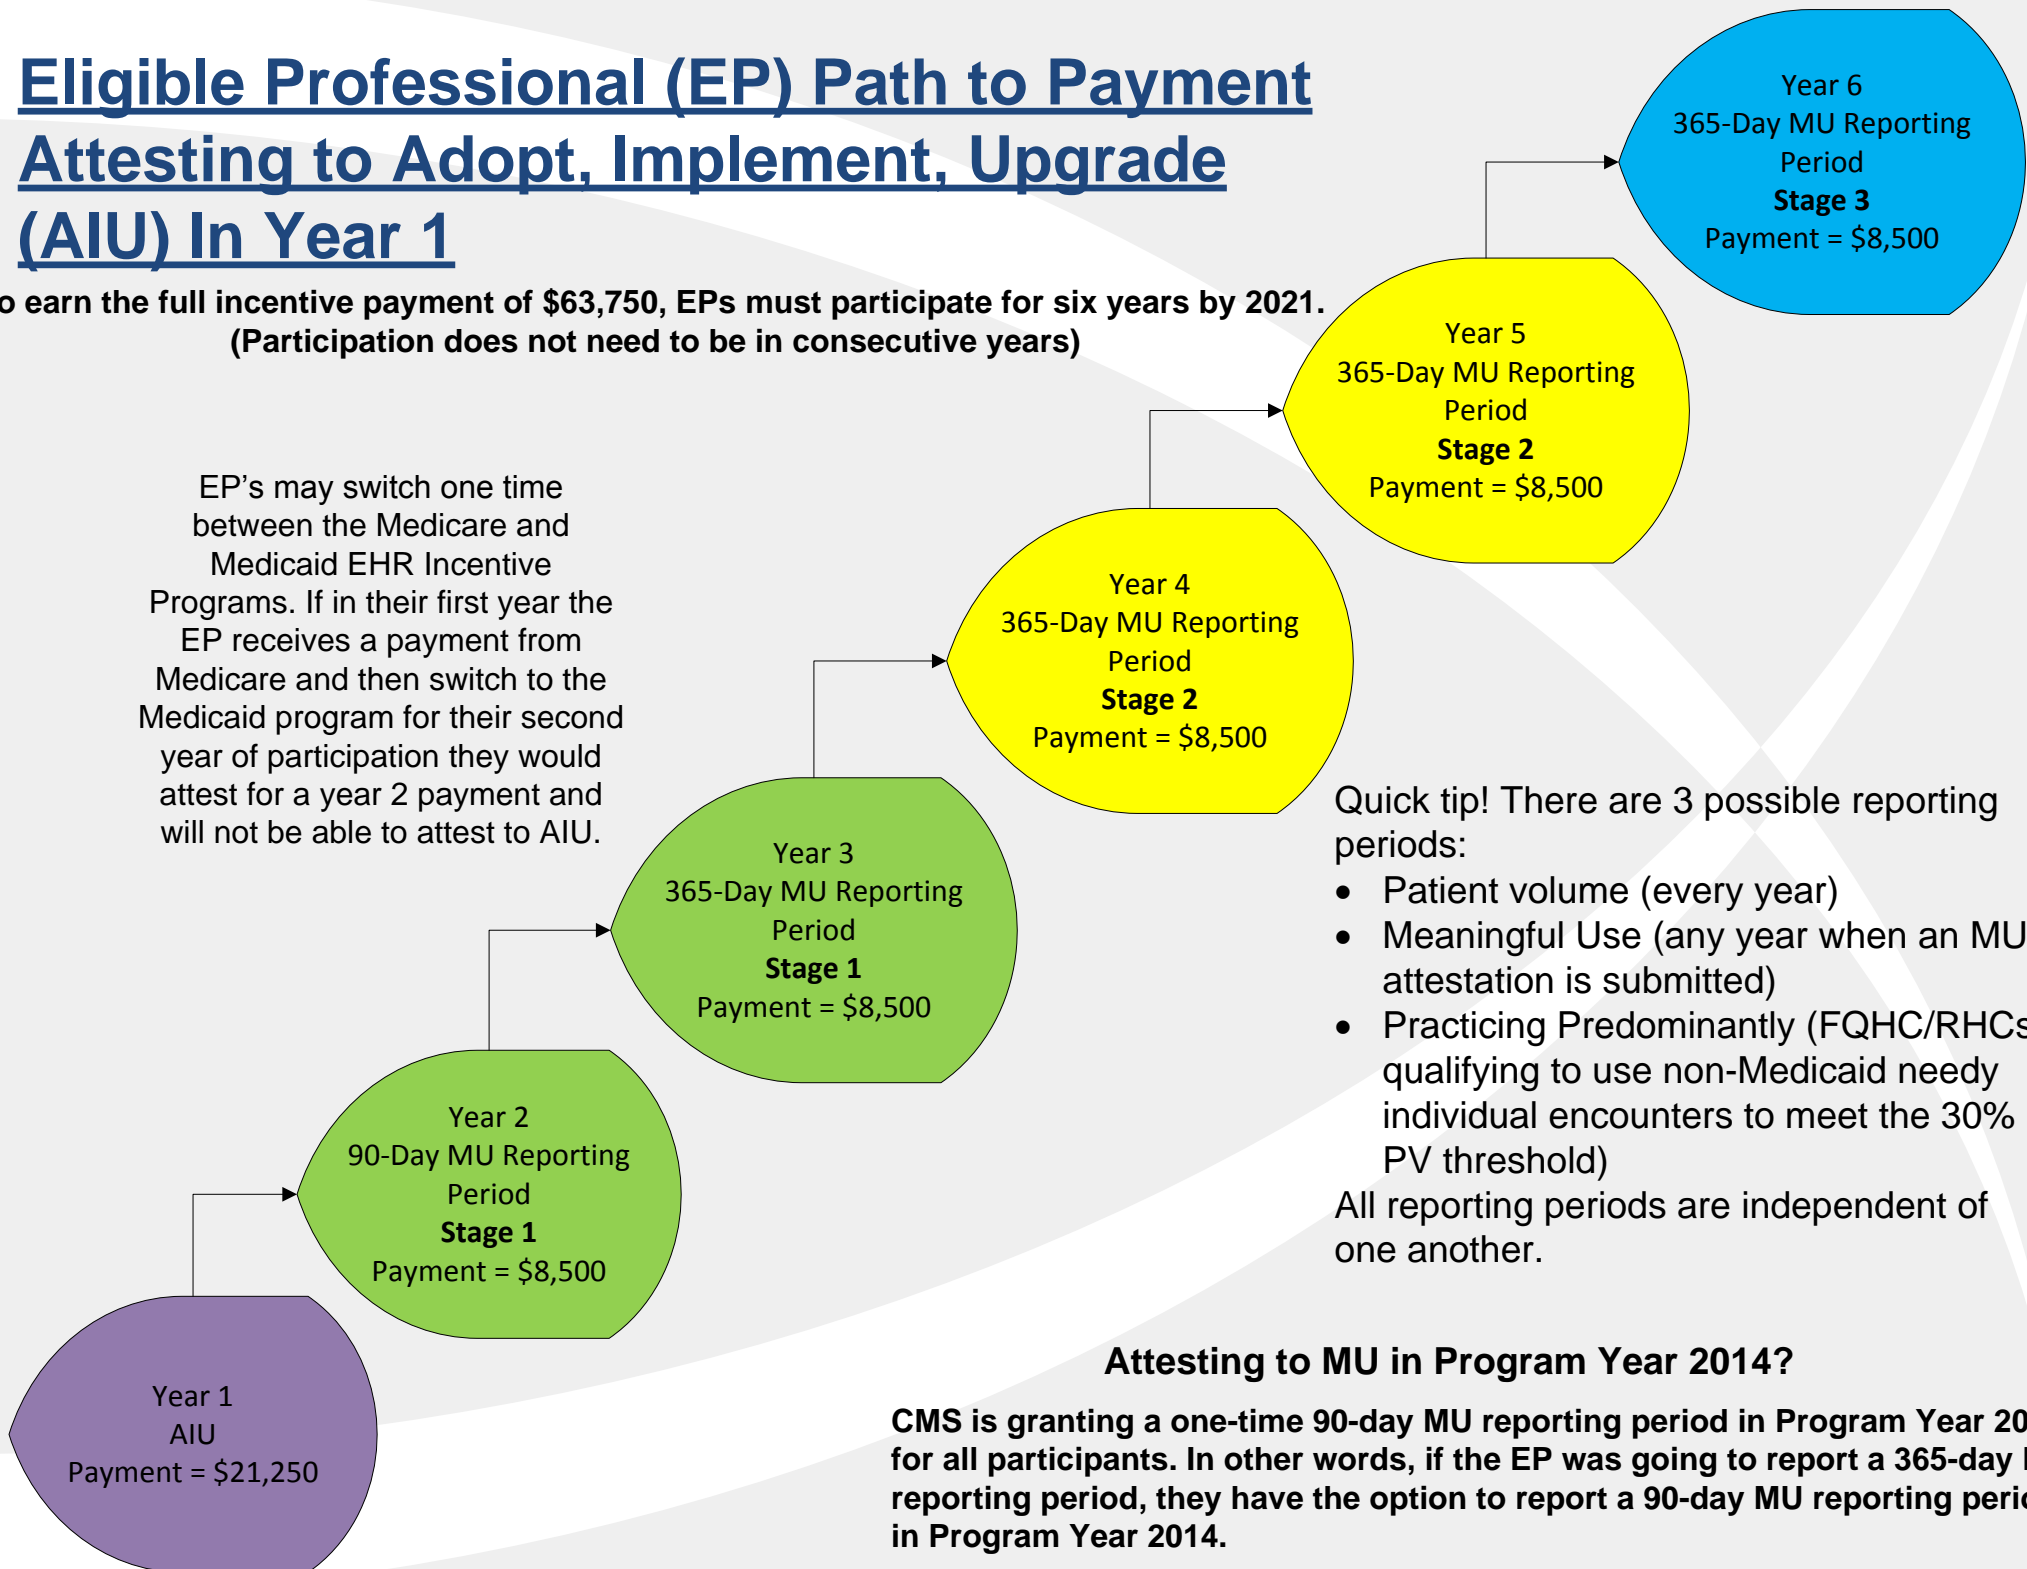 Eligible Professional (EP) Path to Payment
Attesting to Adopt, Implement, Upgrade
(AIU) In Year 1
o earn the full incentive payment of $63,750, EPs must participate for six years by 2021.
(Participation does not need to be in consecutive years)
Year 6
365-Day MU Reporting
Period
Stage 3
Payment = $8,500
Year 5
365-Day MU Reporting
Period
Stage 2
Payment = $8,500
EP’s may switch one time
between the Medicare and
Medicaid EHR Incentive
Programs. If in their first year the
EP receives a payment from
Medicare and then switch to the
Medicaid program for their second
year of participation they would
attest for a year 2 payment and
will not be able to attest to AIU.
Year 4
365-Day MU Reporting
Period
Stage 2
Payment = $8,500
Year 3
365-Day MU Reporting
Period
Stage 1
Payment = $8,500
Quick tip! There are 3 possible reporting
periods:
• Patient volume (every year)
• Meaningful Use (any year when an MU
attestation is submitted)
• Practicing Predominantly (FQHC/RHCs
qualifying to use non-Medicaid needy
individual encounters to meet the 30%
PV threshold)
All reporting periods are independent of
one another.
Year 2
90-Day MU Reporting
Period
Stage 1
Payment = $8,500
Year 1
AIU
Payment = $21,250
Attesting to MU in Program Year 2014?
CMS is granting a one-time 90-day MU reporting period in Program Year 20
for all participants. In other words, if the EP was going to report a 365-day
reporting period, they have the option to report a 90-day MU reporting peri
in Program Year 2014.